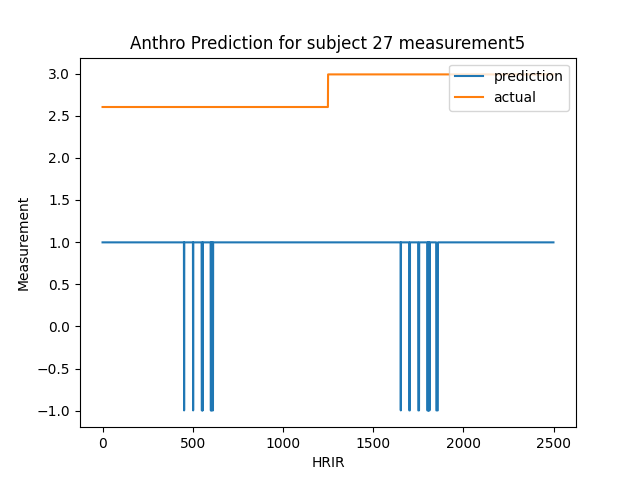 Anthro Prediction for subject 27 measurement5
prediction
actual
3.0
2.5
2.0
1.5
1.0
0.5
0.0
−0.5
−1.0
Measurement
0 500 1000 1500 2000 2500
HRIR